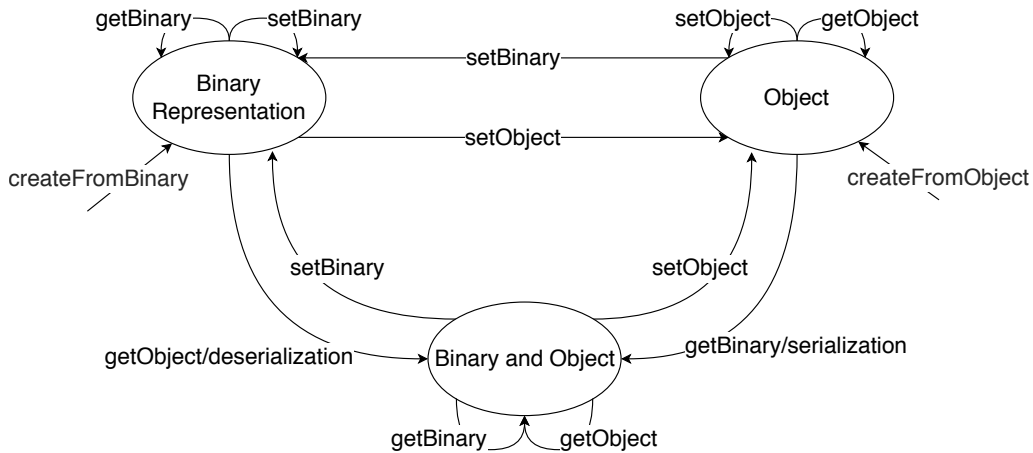 getBinary
setBinary
setObject
getObject
setBinary
Binary
Representation
Object
setObject
createFromBinary
createFromObject
setBinary
setObject
getObject/deserialization
Binary and Object
getBinary/serialization
getBinary
getObject